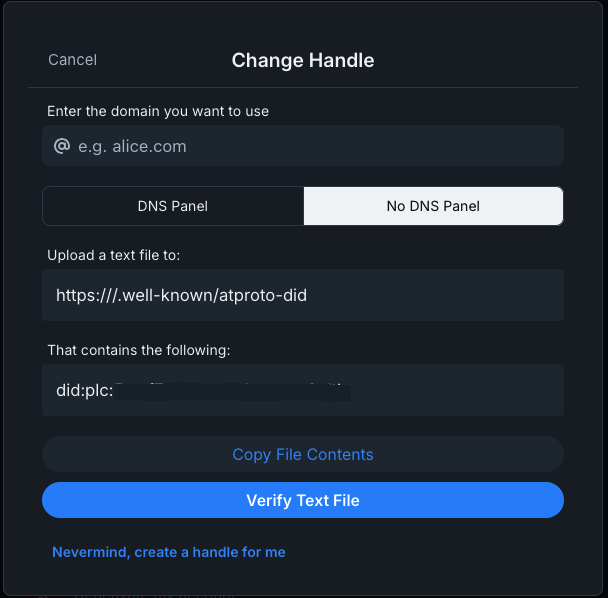 Cancel
Change Handle
Enter the domain you want to use
@ e.g. alice.com
DNS Panel
No DNS Panel
Upload a text file to:
https:///.well-known/atproto-did
That contains the following:
did:plc:
Copy File Contents
Verify Text File
Nevermind, create a handle for me